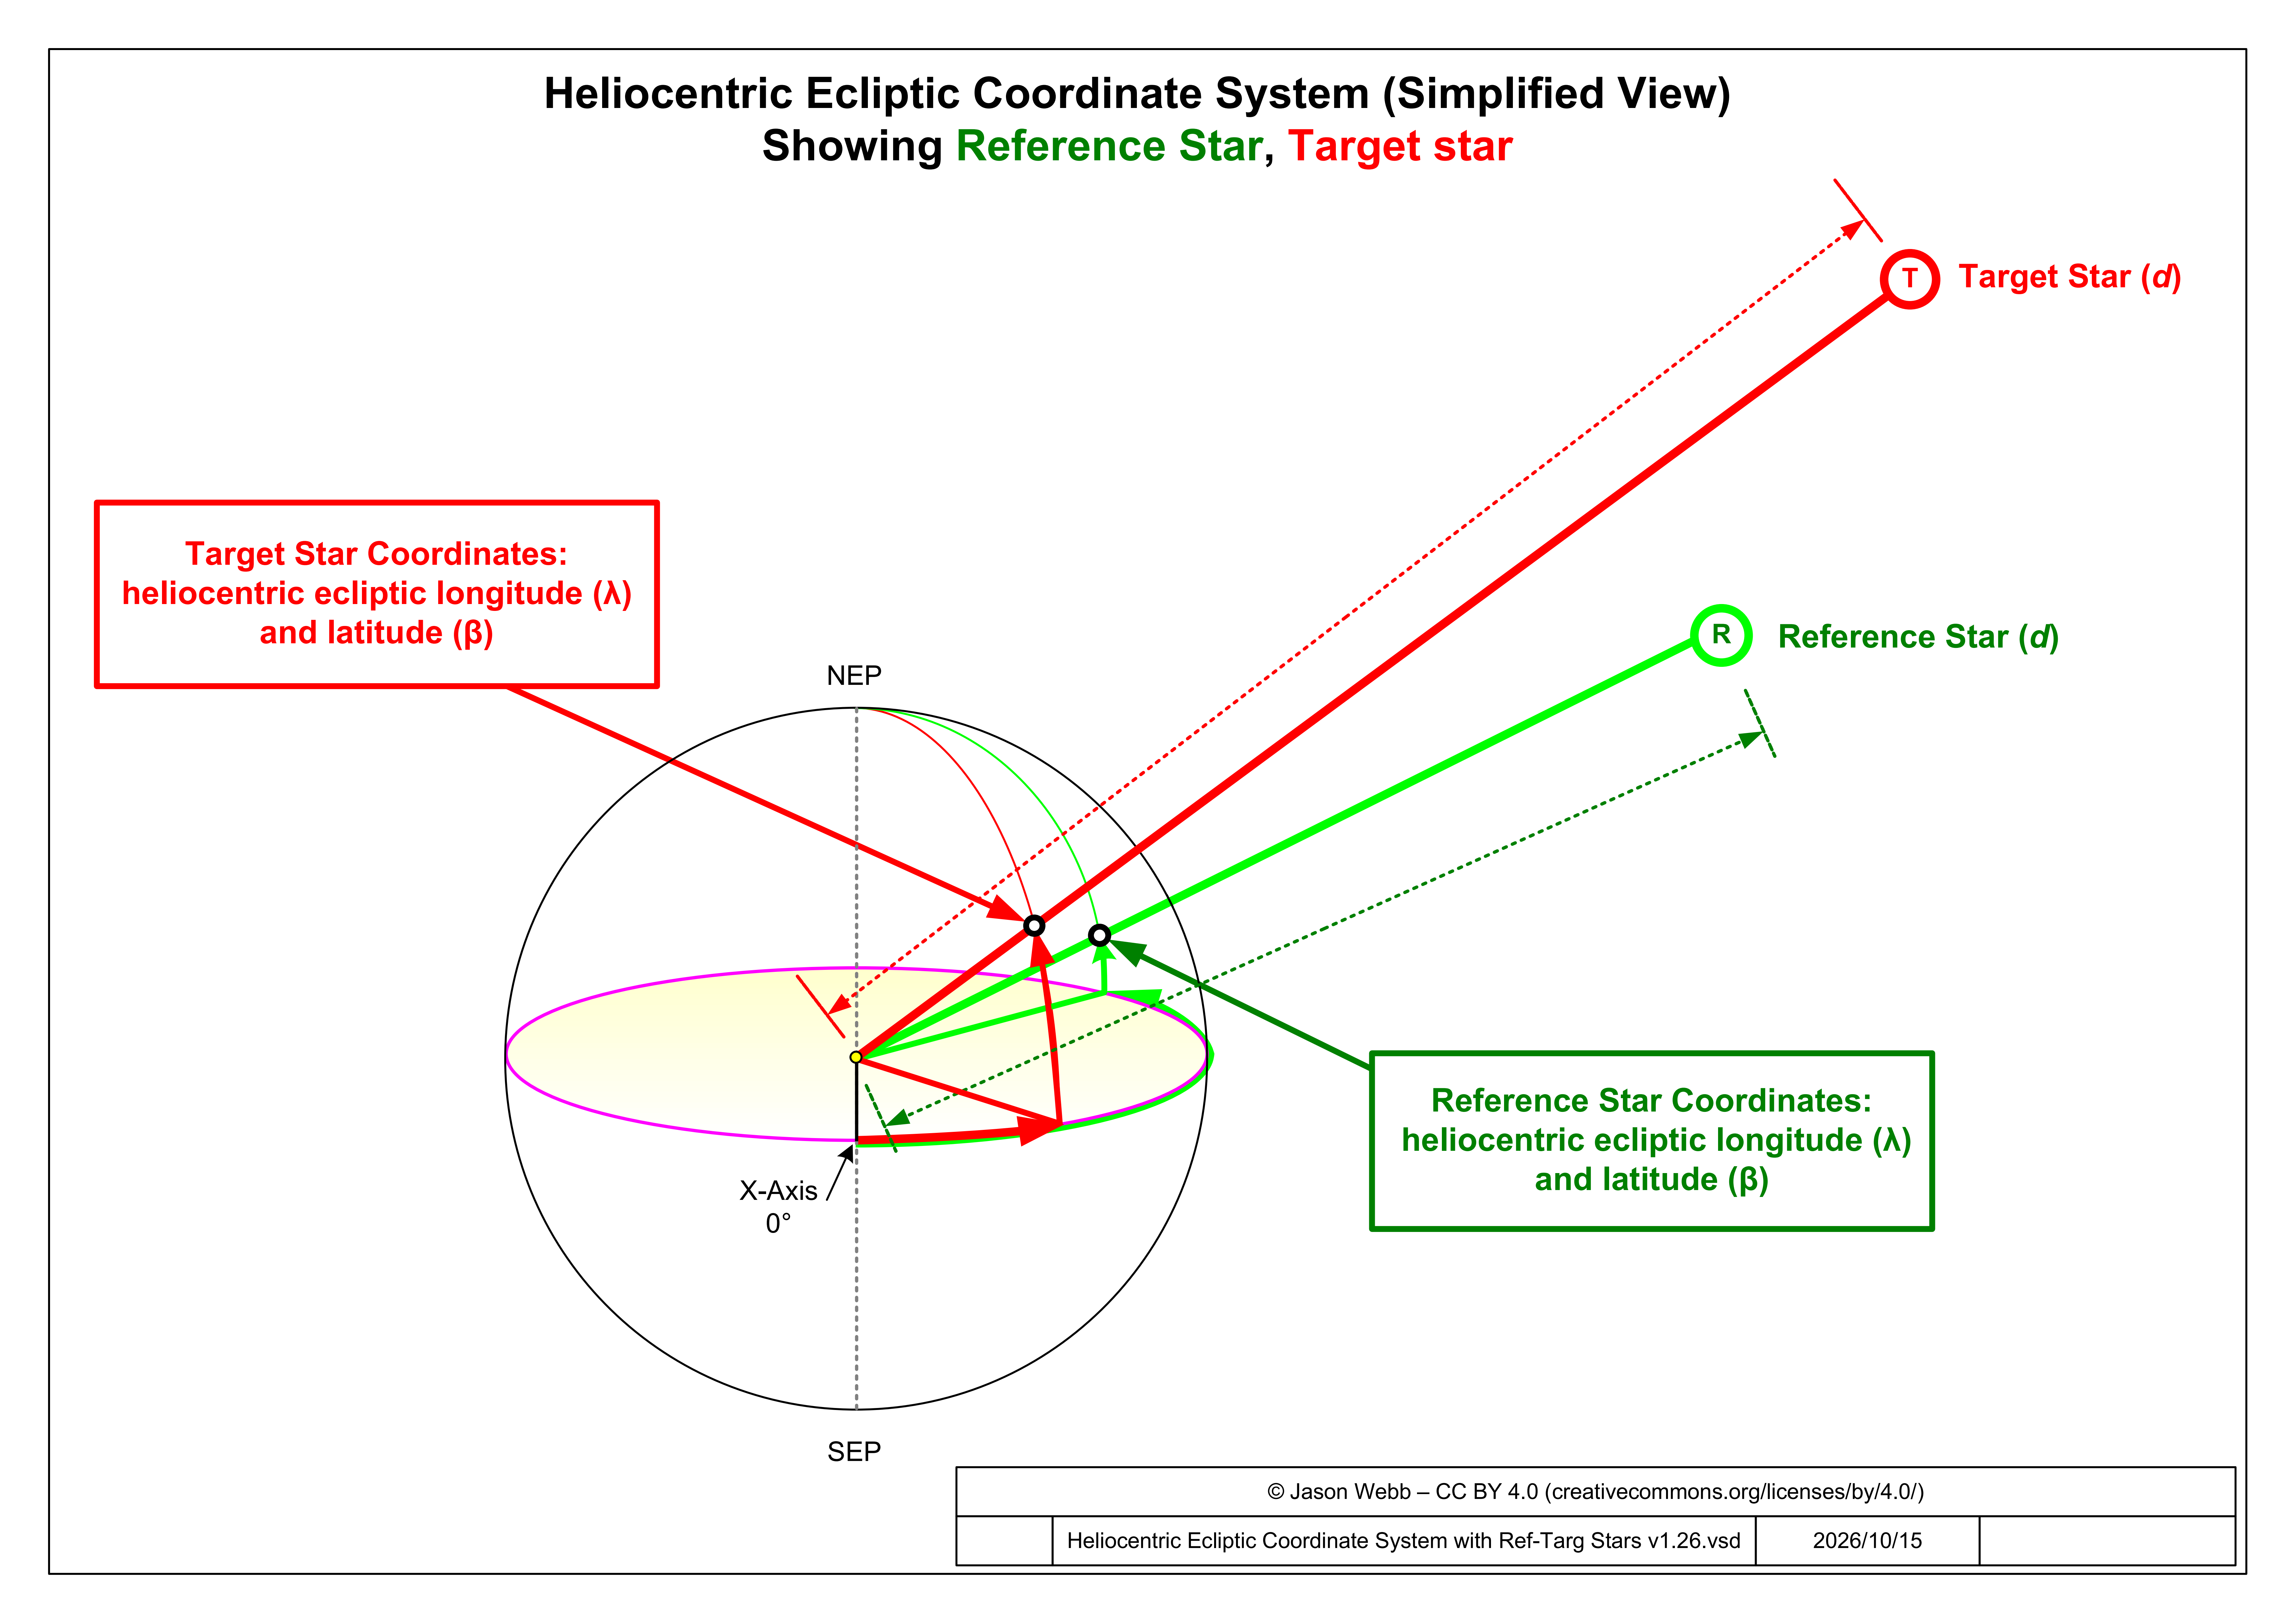 Heliocentric Ecliptic Coordinate System (Simplified View)
Showing Reference Star, Target star
T
Target Star (d)
Target Star Coordinates:
heliocentric ecliptic longitude (λ)
and latitude (β)
R
Reference Star (d)
NEP
Reference Star Coordinates:
heliocentric ecliptic longitude (λ)
and latitude (β)
X-Axis
0°
SEP
© Jason Webb – CC BY 4.0 (creativecommons.org/licenses/by/4.0/)
Heliocentric Ecliptic Coordinate System with Ref-Targ Stars v1.26.vsd
2026/10/15